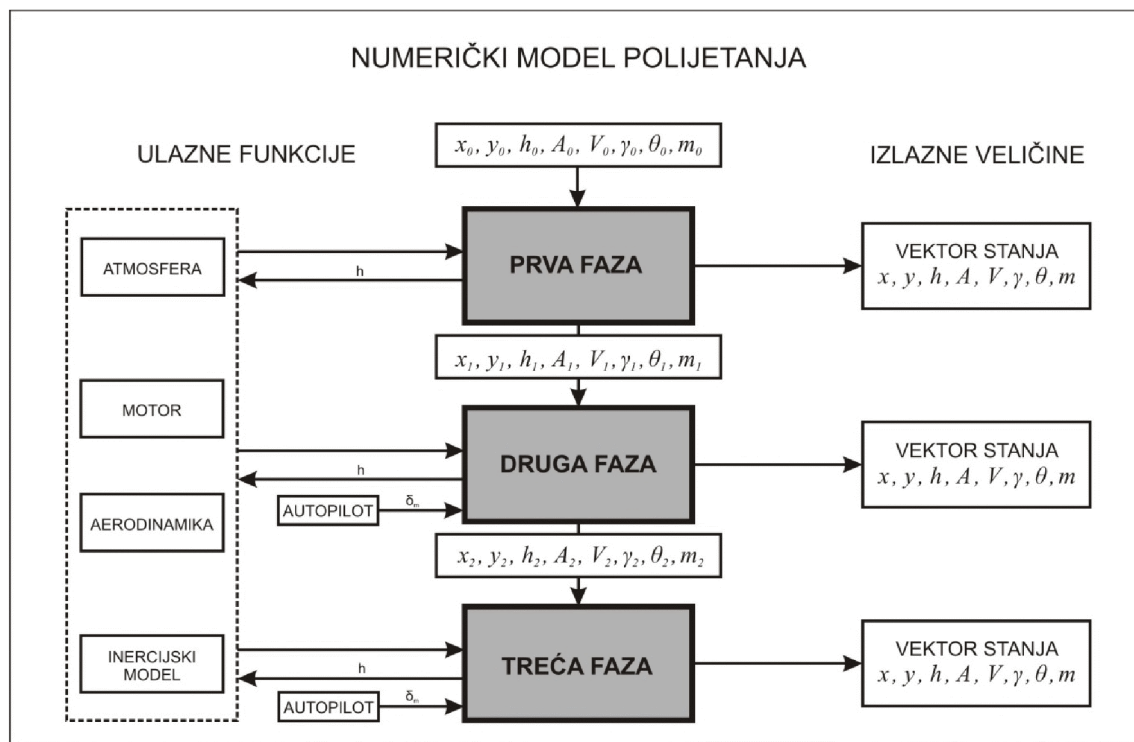 NUMERIČKI MODEL POLIJETANJA
ULAZNE FUNKCIJE
x₀, y₀, h₀, A₀, V₀, γ₀, θ₀, m₀
IZLAZNE VELIČINE
ATMOSFERA
h
PRVA FAZA
VEKTOR STANJA
x, y, h, A, V, γ, θ, m
x₁, y₁, h₁, A₁, V₁, γ₁, θ₁, m₁
MOTOR
h
DRUGA FAZA
VEKTOR STANJA
x, y, h, A, V, γ, θ, m
AERODINAMIKA
AUTOPILOT
δₘ
x₂, y₂, h₂, A₂, V₂, γ₂, θ₂, m₂
INERCIJSKI
MODEL
h
TREĆA FAZA
VEKTOR STANJA
x, y, h, A, V, γ, θ, m
AUTOPILOT
δₘ